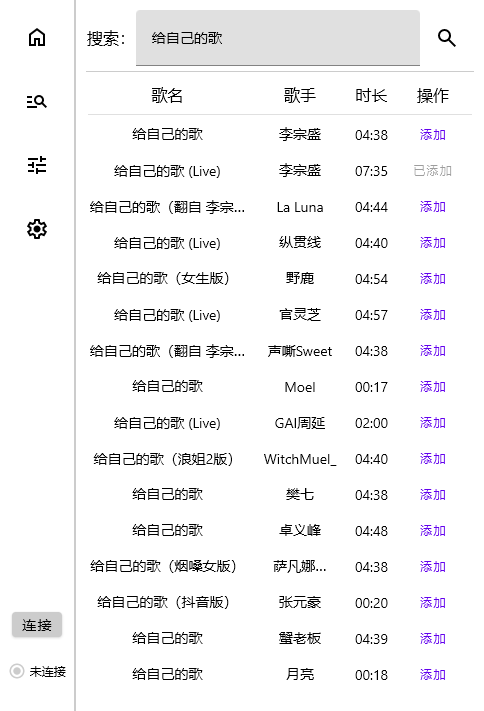 搜索: 给自己的歌
歌名 歌手 时长 操作
给自己的歌 李宗盛 04:38 添加
给自己的歌 (Live) 李宗盛 07:35 已添加
给自己的歌（翻自 李宗... La Luna 04:44 添加
给自己的歌 (Live) 纵贯线 04:40 添加
给自己的歌（女生版） 野鹿 04:54 添加
给自己的歌 (Live) 官灵芝 04:57 添加
给自己的歌（翻自 李宗... 声嘶Sweet 04:38 添加
给自己的歌 Moel 00:17 添加
给自己的歌 (Live) GAI周延 02:00 添加
给自己的歌（浪姐2版） WitchMuel_ 04:40 添加
给自己的歌 樊七 04:38 添加
给自己的歌 卓义峰 04:48 添加
给自己的歌（烟嗓女版） 萨凡娜... 04:38 添加
给自己的歌（抖音版） 张元豪 00:20 添加
给自己的歌 蟹老板 04:39 添加
给自己的歌 月亮 00:18 添加
连接
未连接